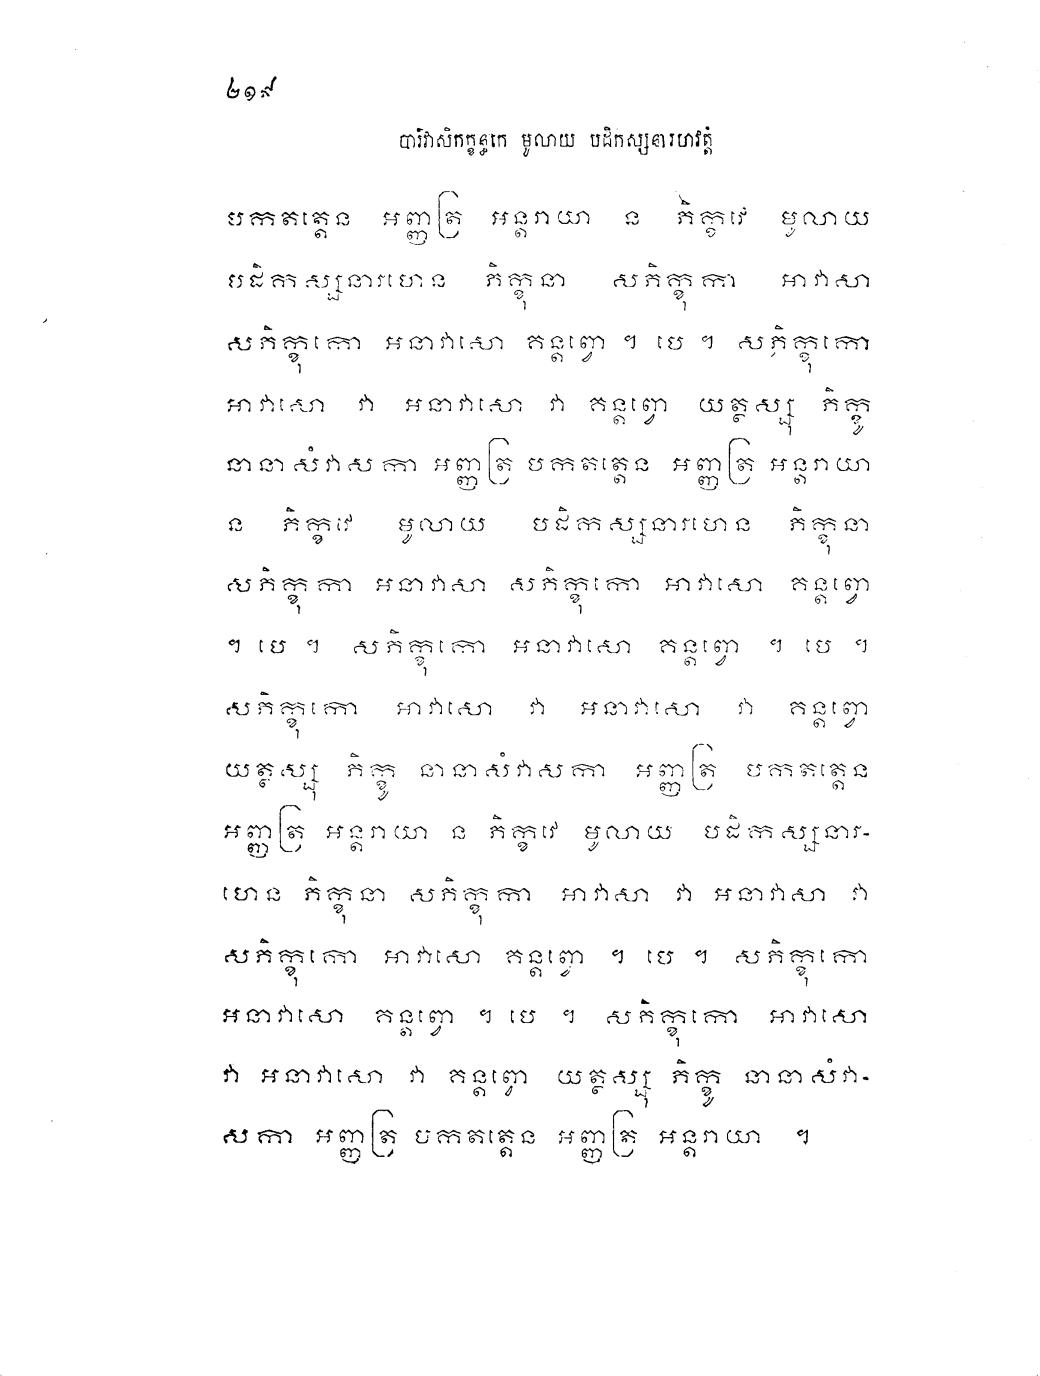 ២១៩
បារិវាសិកក្ខន្ធកេ មូលាយ បដិកស្សនារហវត្តំ
បកតត្តេន អញ្ញត្រ អន្តរាយា ន ភិក្ខវេ មូលាយ
បដិកស្សនារហេន ភិក្ខុនា សភិក្ខុកា អាវាសា
សភិក្ខុកោ អនាវាសោ គន្តព្វោ ។ បេ ។ សភិក្ខុកោ
អាវាសោ វា អនាវាសោ វា គន្តព្វោ យត្ថស្សុ ភិក្ខូ
នានាសំវាសកា អញ្ញត្រ បកតត្តេន អញ្ញត្រ អន្តរាយា
ន ភិក្ខវេ មូលាយ បដិកស្សនារហេន ភិក្ខុនា
សភិក្ខុកា អនាវាសា សភិក្ខុកោ អាវាសោ គន្តព្វោ
។ បេ ។ សភិក្ខុកោ អនាវាសោ គន្តព្វោ ។ បេ ។
សភិក្ខុកោ អាវាសោ វា អនាវាសោ វា គន្តព្វោ
យត្ថស្សុ ភិក្ខូ នានាសំវាសកា អញ្ញត្រ បកតត្តេន
អញ្ញត្រ អន្តរាយា ន ភិក្ខវេ មូលាយ បដិកស្សនារ-
ហេន ភិក្ខុនា សភិក្ខុកា អាវាសា វា អនាវាសា វា
សភិក្ខុកោ អាវាសោ គន្តព្វោ ។ បេ ។ សភិក្ខុកោ
អនាវាសោ គន្តព្វោ ។ បេ ។ សភិក្ខុកោ អាវាសោ
វា អនាវាសោ វា គន្តព្វោ យត្ថស្សុ ភិក្ខូ នានាសំវា-
សកា អញ្ញត្រ បកតត្តេន អញ្ញត្រ អន្តរាយា ។